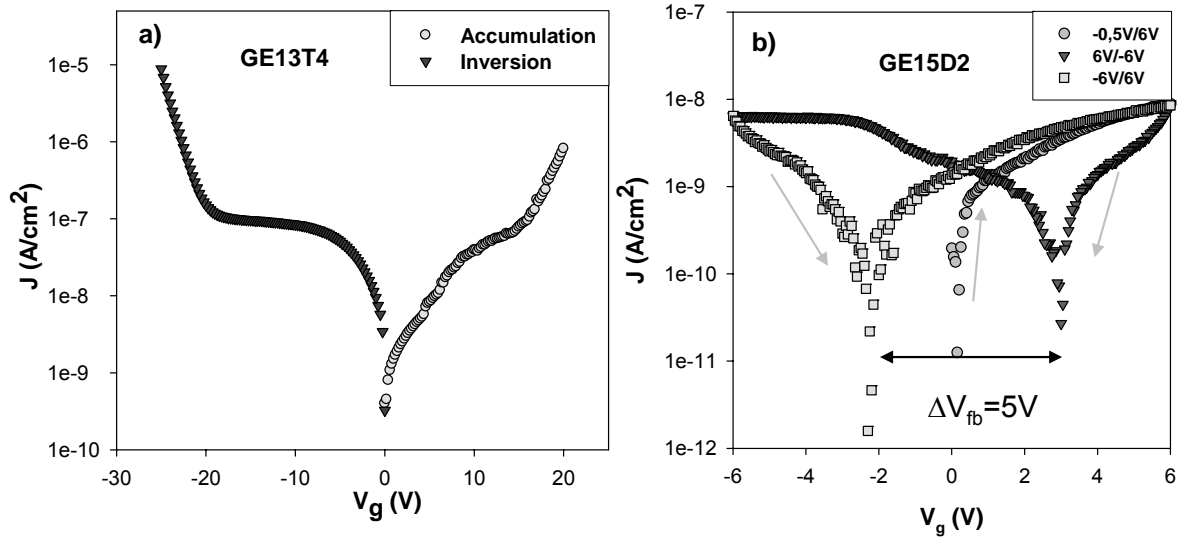 a)
GE13T4
Accumulation
Inversion
1e-5
1e-6
1e-7
1e-8
1e-9
1e-10
J (A/cm²)
-30 -20 -10 0 10 20
Vg (V)
b)
GE15D2
-0,5V/6V
6V/-6V
-6V/6V
1e-7
1e-8
1e-9
1e-10
1e-11
1e-12
J (A/cm²)
ΔVfb=5V
-6 -4 -2 0 2 4 6
Vg (V)